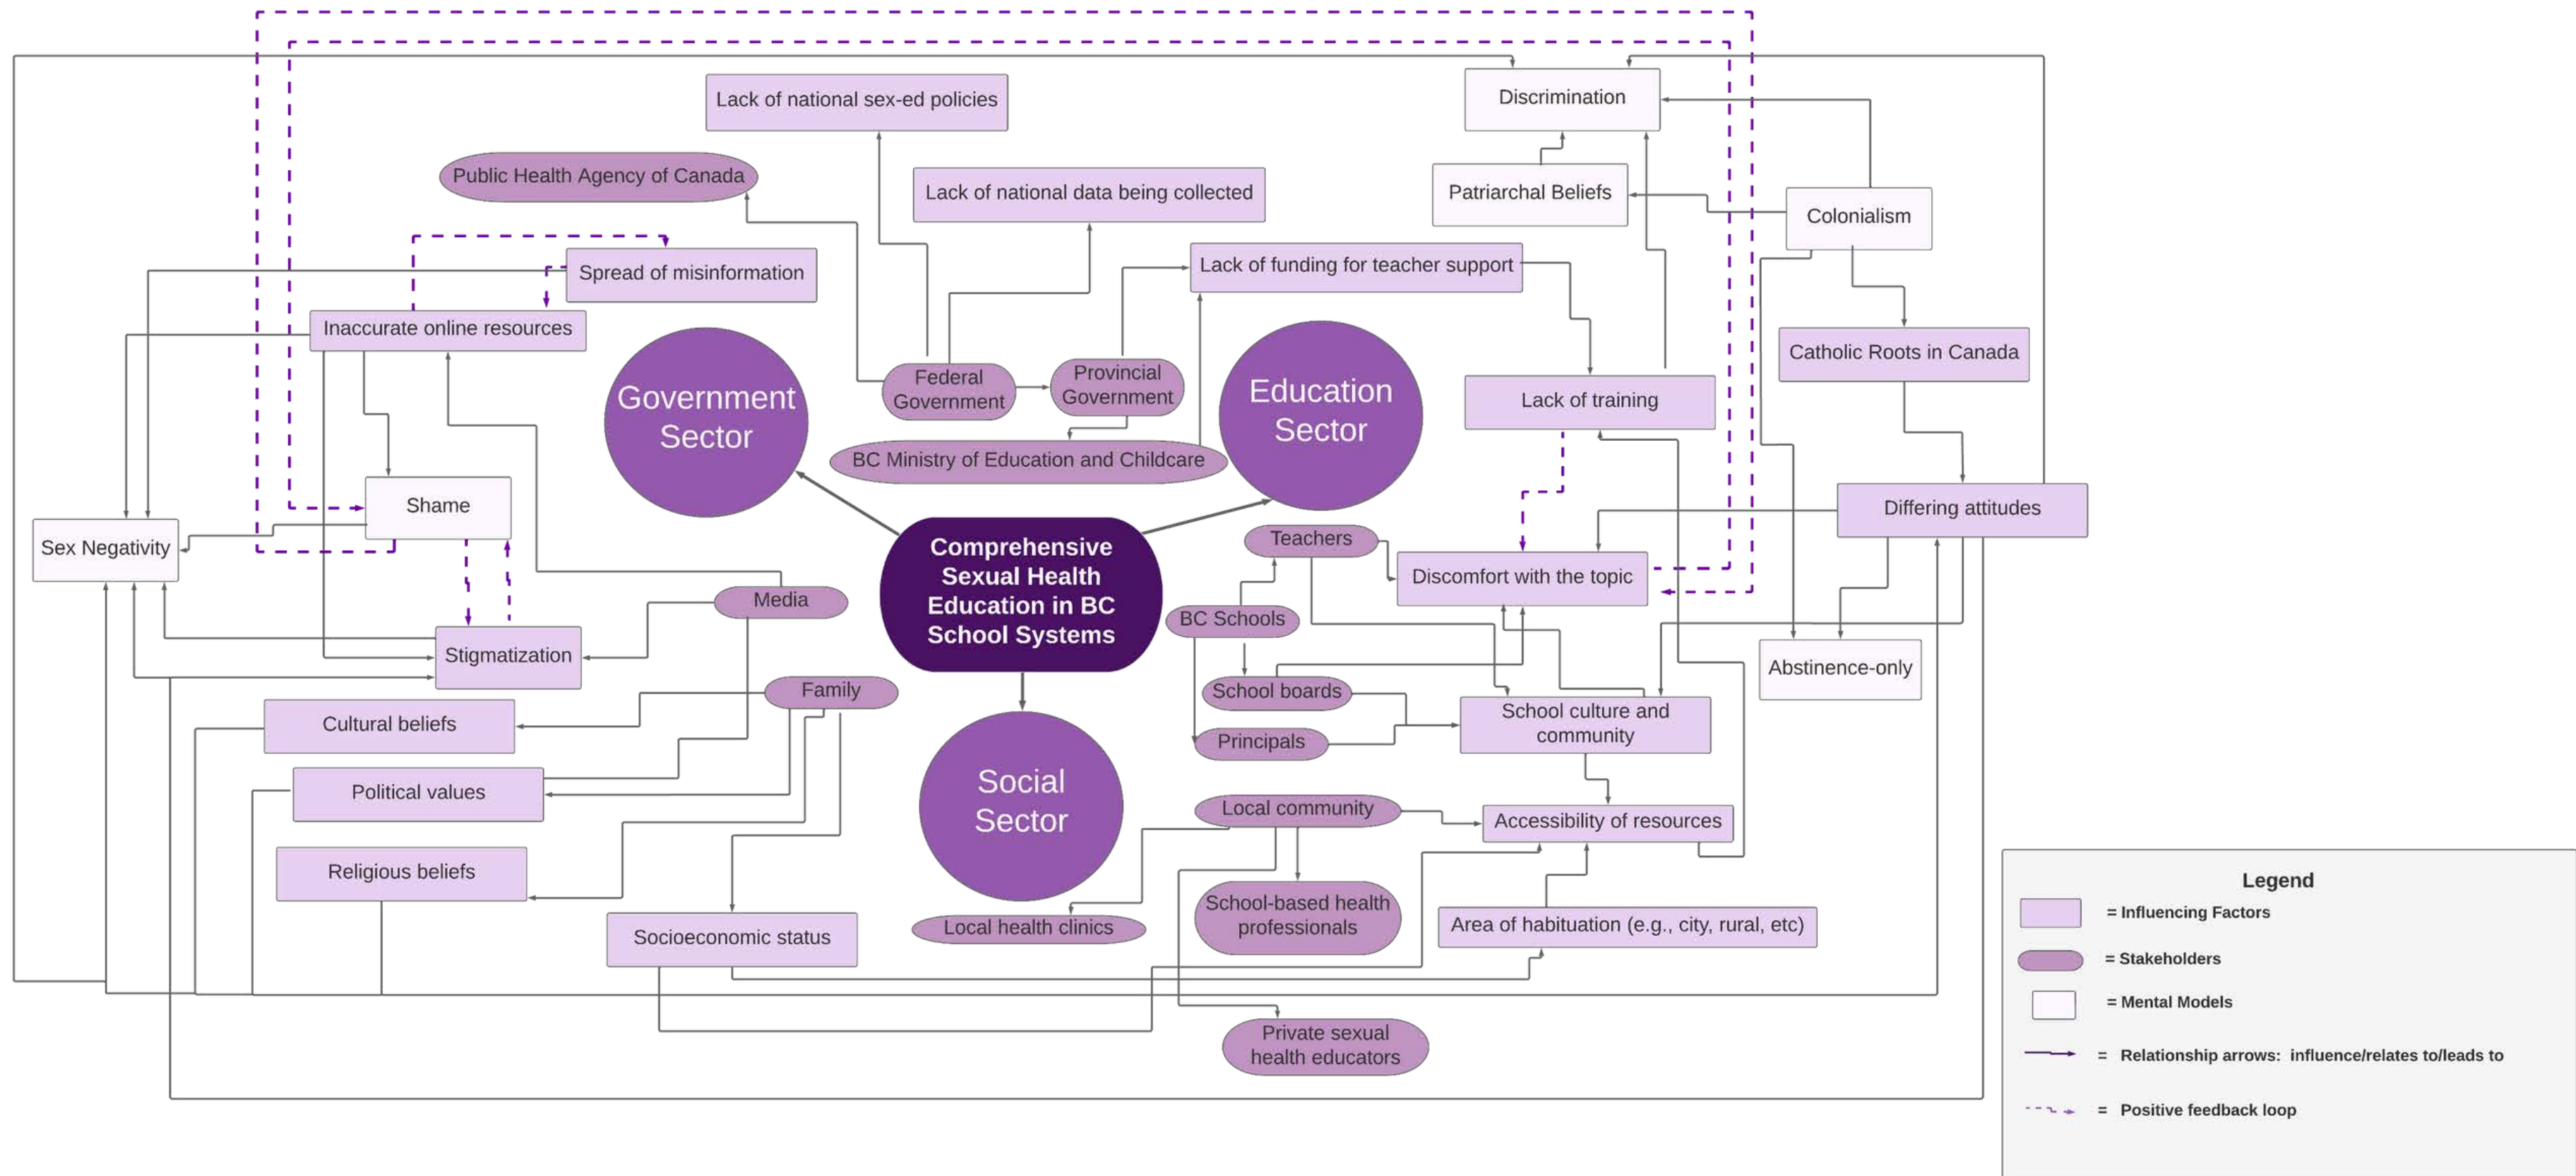 Lack of national sex-ed policies
Discrimination
Public Health Agency of Canada
Lack of national data being collected
Patriarchal Beliefs
Colonialism
Spread of misinformation
Lack of funding for teacher support
Inaccurate online resources
Catholic Roots in Canada
Government
Sector
Federal
Government
Provincial
Government
Education
Sector
Lack of training
BC Ministry of Education and Childcare
Shame
Differing attitudes
Sex Negativity
Comprehensive
Sexual Health
Education in BC
School Systems
Teachers
Discomfort with the topic
Media
BC Schools
Stigmatization
Abstinence-only
Family
School boards
Cultural beliefs
School culture and
community
Principals
Political values
Social
Sector
Local community
Accessibility of resources
Religious beliefs
School-based health
professionals
Local health clinics
Area of habituation (e.g., city, rural, etc)
Socioeconomic status
Private sexual
health educators
Legend
= Influencing Factors
= Stakeholders
= Mental Models
= Relationship arrows: influence/relates to/leads to
= Positive feedback loop